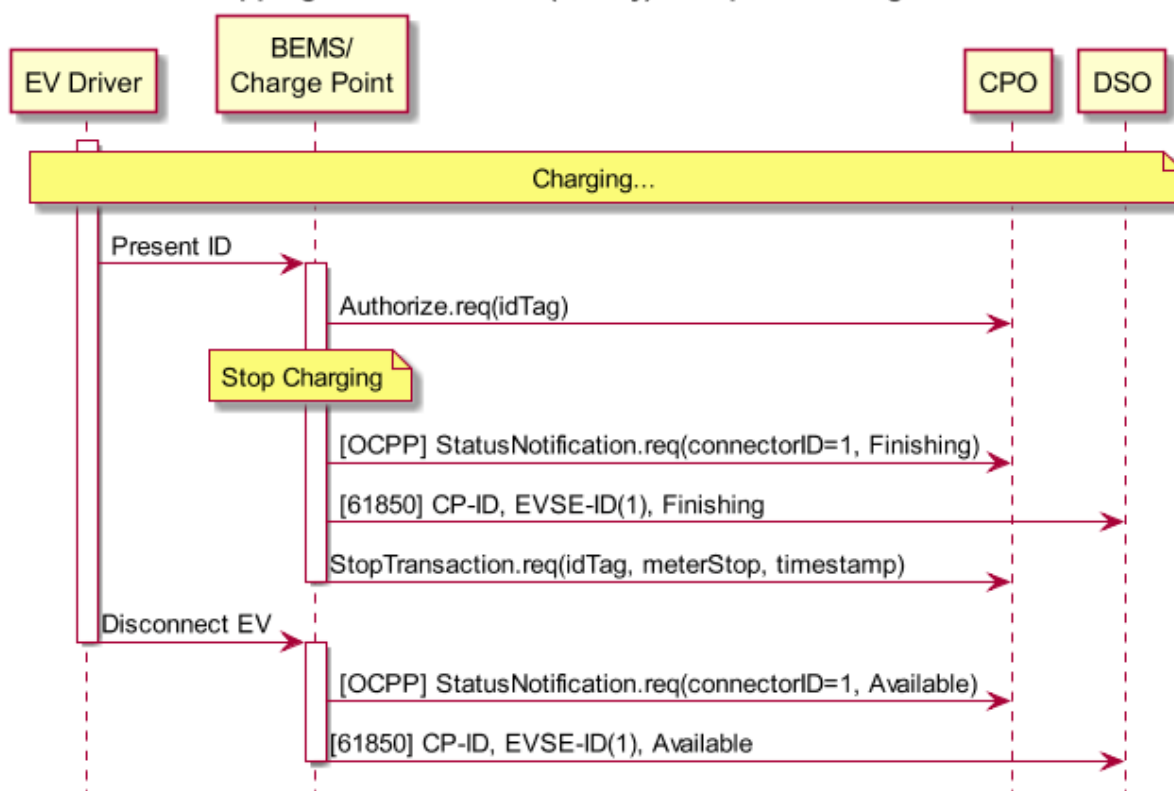 BEMS/
EV Driver
Charge Point
CPO
DSO
Charging...
Present ID
Authorize.req(idTag)
Stop Charging
[OCPP] StatusNotification.req(connectorID=1, Finishing)
[61850] CP-ID, EVSE-ID(1), Finishing
StopTransaction.req(idTag, meterStop, timestamp)
Disconnect EV
[OCPP] StatusNotification.req(connectorID=1, Available)
[61850] CP-ID, EVSE-ID(1), Available